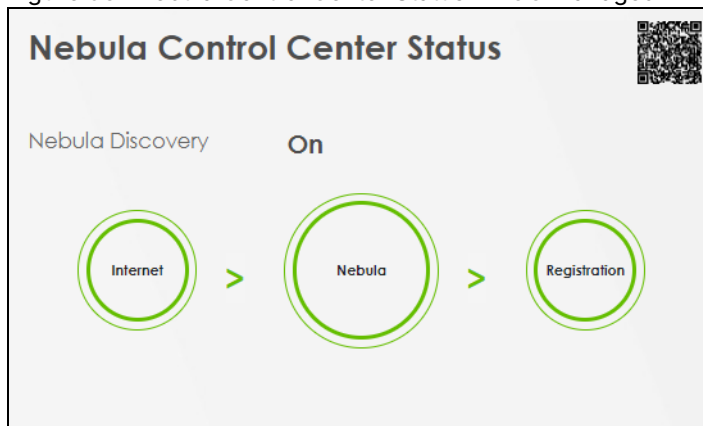 Nebula Control Center Status
Nebula Discovery On
Internet > Nebula > Registration